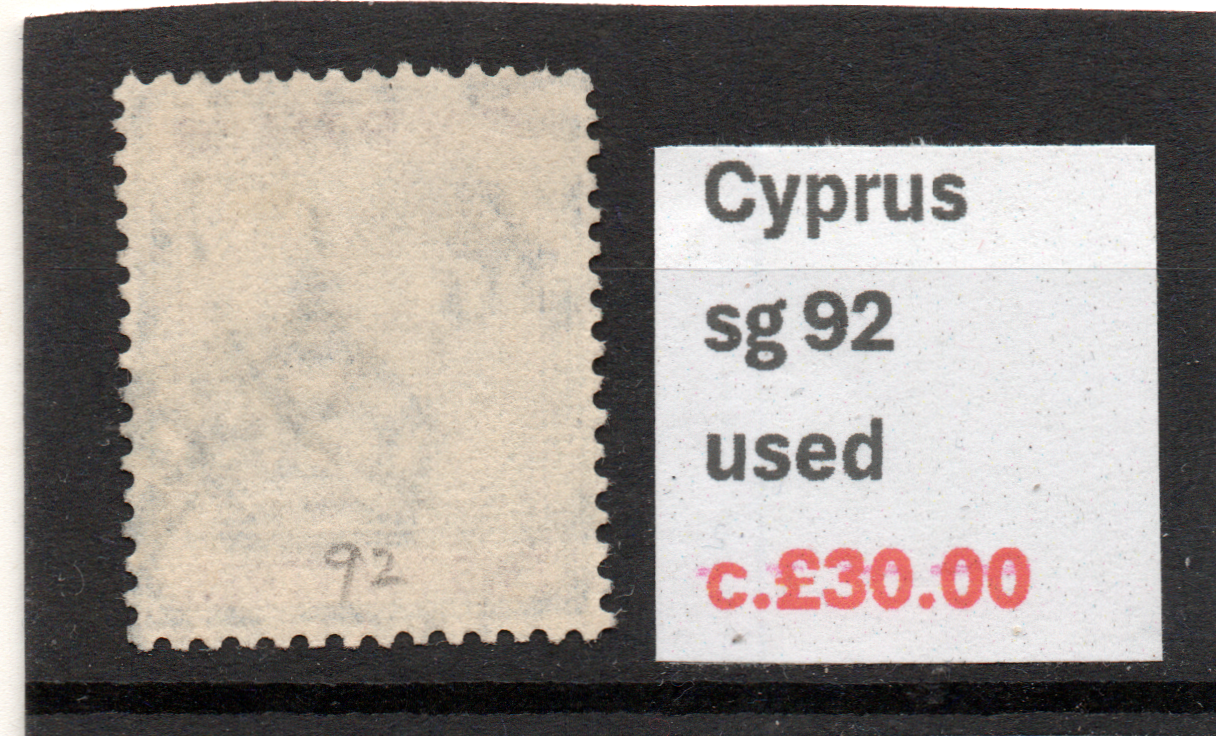 92
Cyprus
sg 92
used
c.£30.00